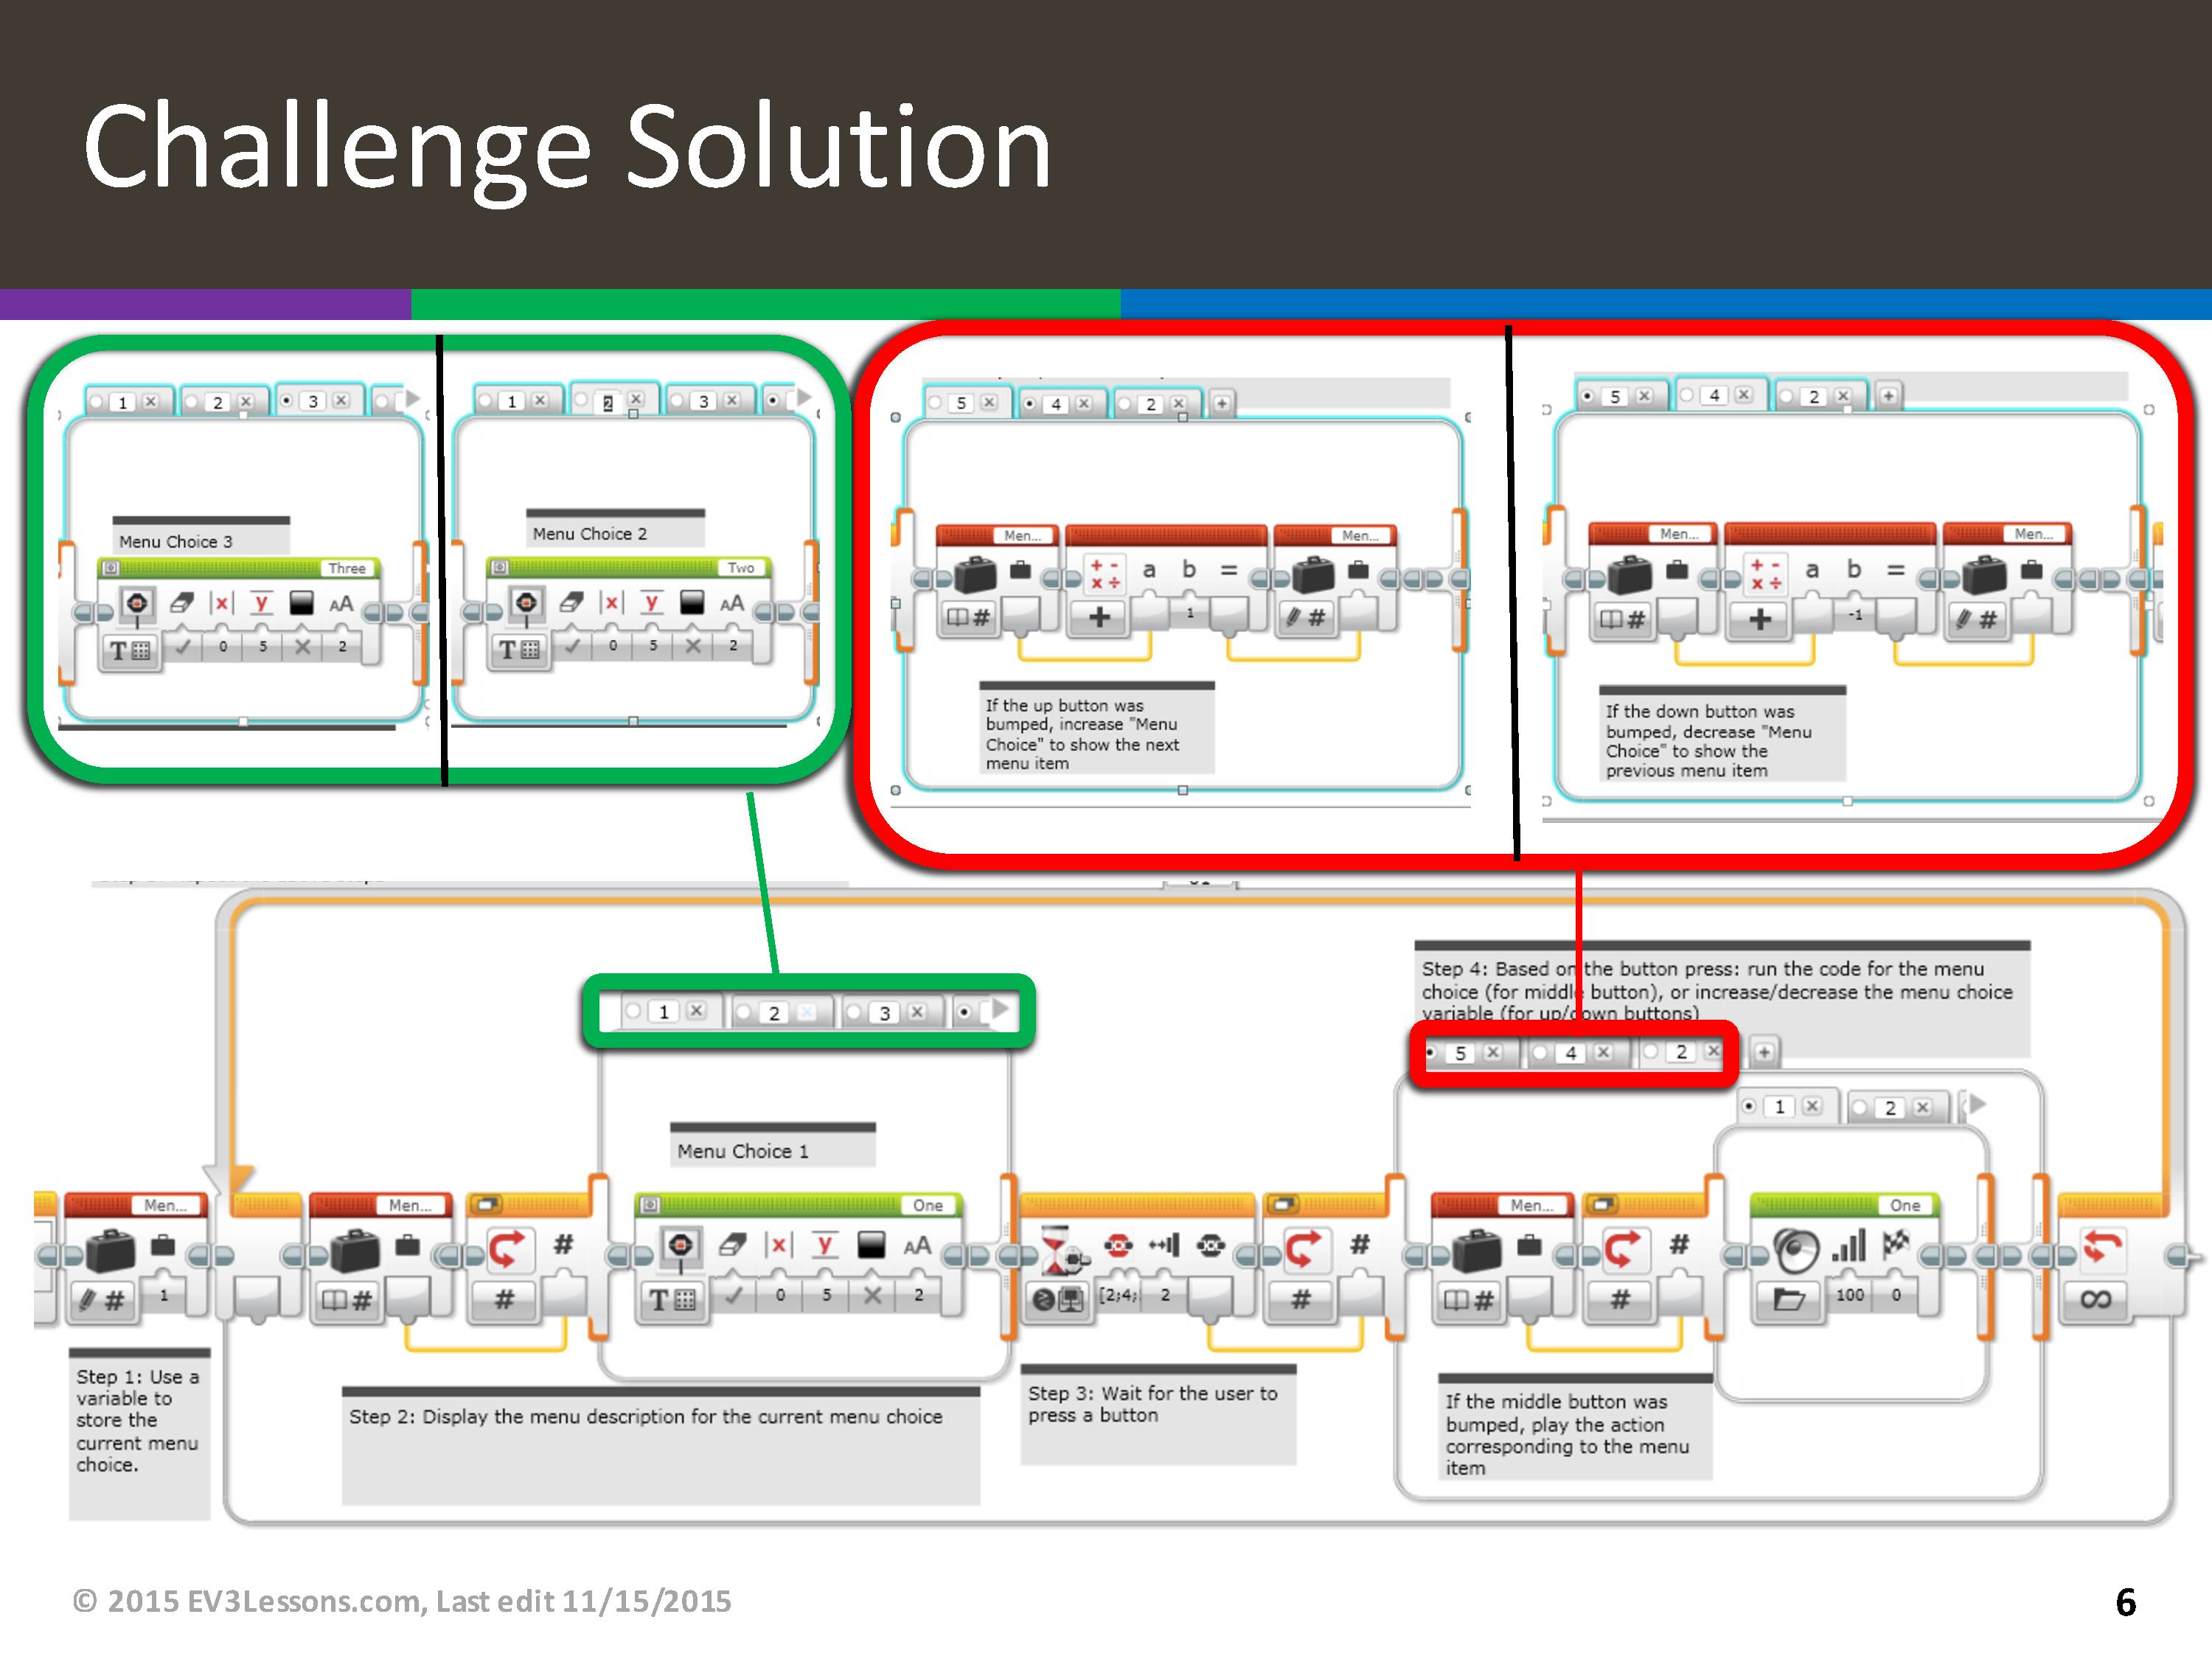 Challenge Solution
1 2 3
Menu Choice 3
Three
T 0 5 2
1 2 3
Menu Choice 2
Two
T 0 5 2
5 4 2 +
Men... a b = Men...
# + 1 #
If the up button was
bumped, increase "Menu
Choice" to show the next
menu item
5 4 2 +
Men... a b = Men...
# + -1 #
If the down button was
bumped, decrease "Menu
Choice" to show the
previous menu item
Step 4: Based on the button press: run the code for the menu
choice (for middle button), or increase/decrease the menu choice
variable (for up/down buttons)
1 2 3
5 4 2 +
1 2
Menu Choice 1
Men... Men... One Men... One
# 1 # # T 0 5 2 [2;4; 2 # # # 100 0 ∞
Step 1: Use a
variable to
store the
current menu
choice.
Step 2: Display the menu description for the current menu choice
Step 3: Wait for the user to
press a button
If the middle button was
bumped, play the action
corresponding to the menu
item
© 2015 EV3Lessons.com, Last edit 11/15/2015
6